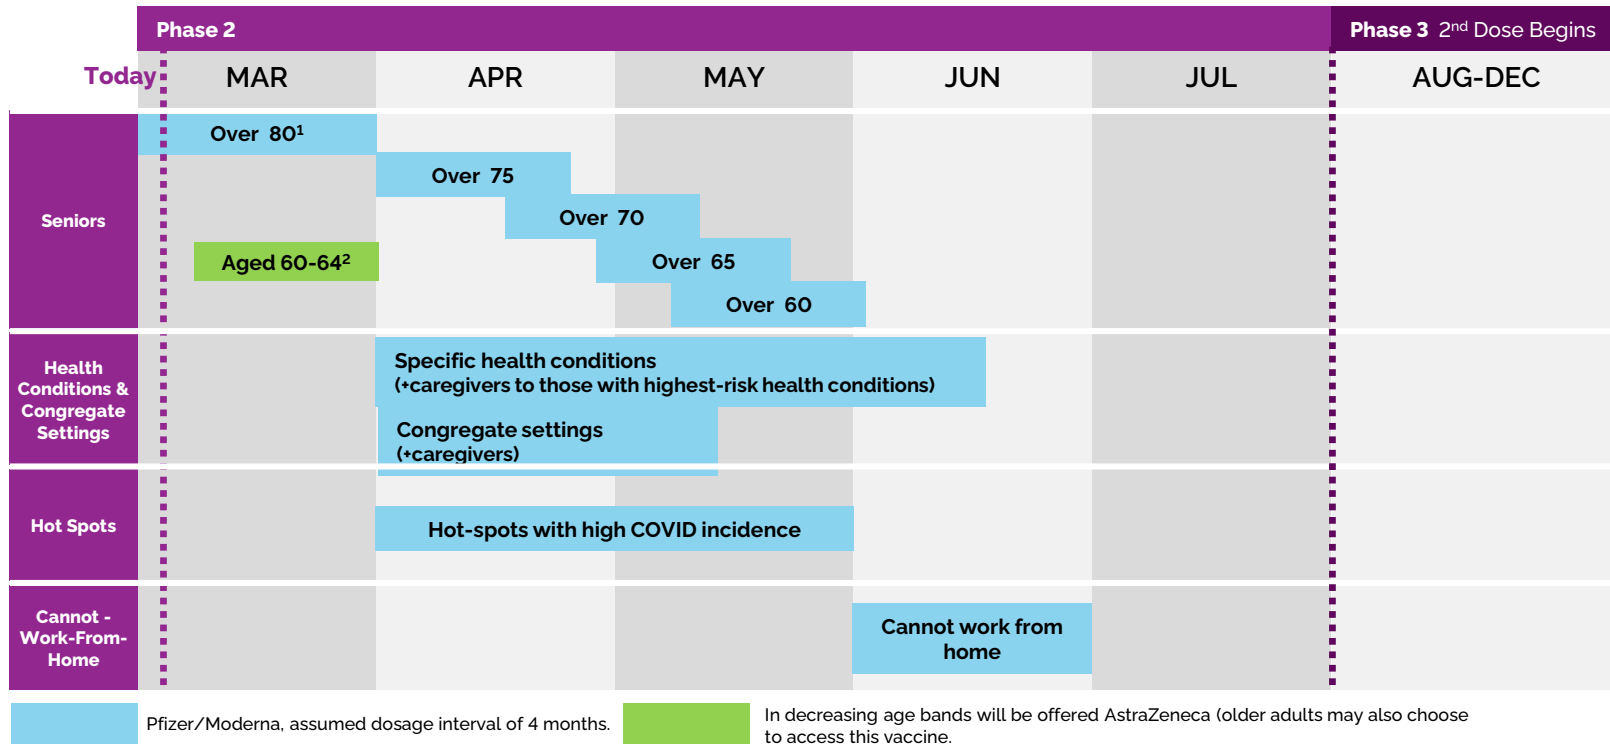 Phase 2
Phase 3 2nd Dose Begins
Today
MAR
APR
MAY
JUN
JUL
AUG-DEC
Seniors
Over 80¹
Over 75
Over 70
Aged 60-64²
Over 65
Over 60
Health
Conditions &
Congregate
Settings
Specific health conditions
(+caregivers to those with highest-risk health conditions)
Congregate settings
(+caregivers)
Hot Spots
Hot-spots with high COVID incidence
Cannot -
Work-From-
Home
Cannot work from
home
Pfizer/Moderna, assumed dosage interval of 4 months.
In decreasing age bands will be offered AstraZeneca (older adults may also choose
to access this vaccine.